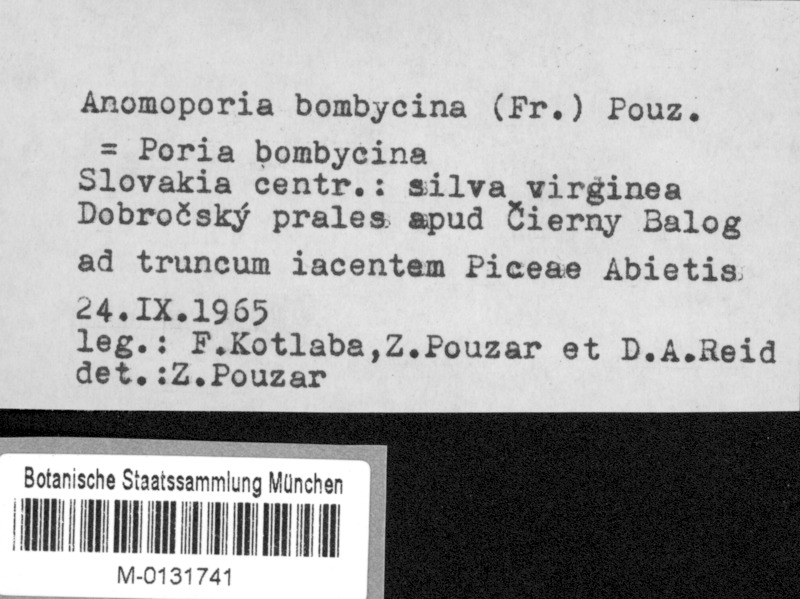 Anomoporia bombycina (Fr.) Pouz.
= Poria bombycina
Slovakia centr.: silva virginea
Dobročský prales apud Čierny Balog
ad truncum iacentem Piceae Abietis
24.IX.1965
leg.: F.Kotlaba,Z.Pouzar et D.A.Reid
det.:Z.Pouzar
Botanische Staatssammlung München
M-0131741